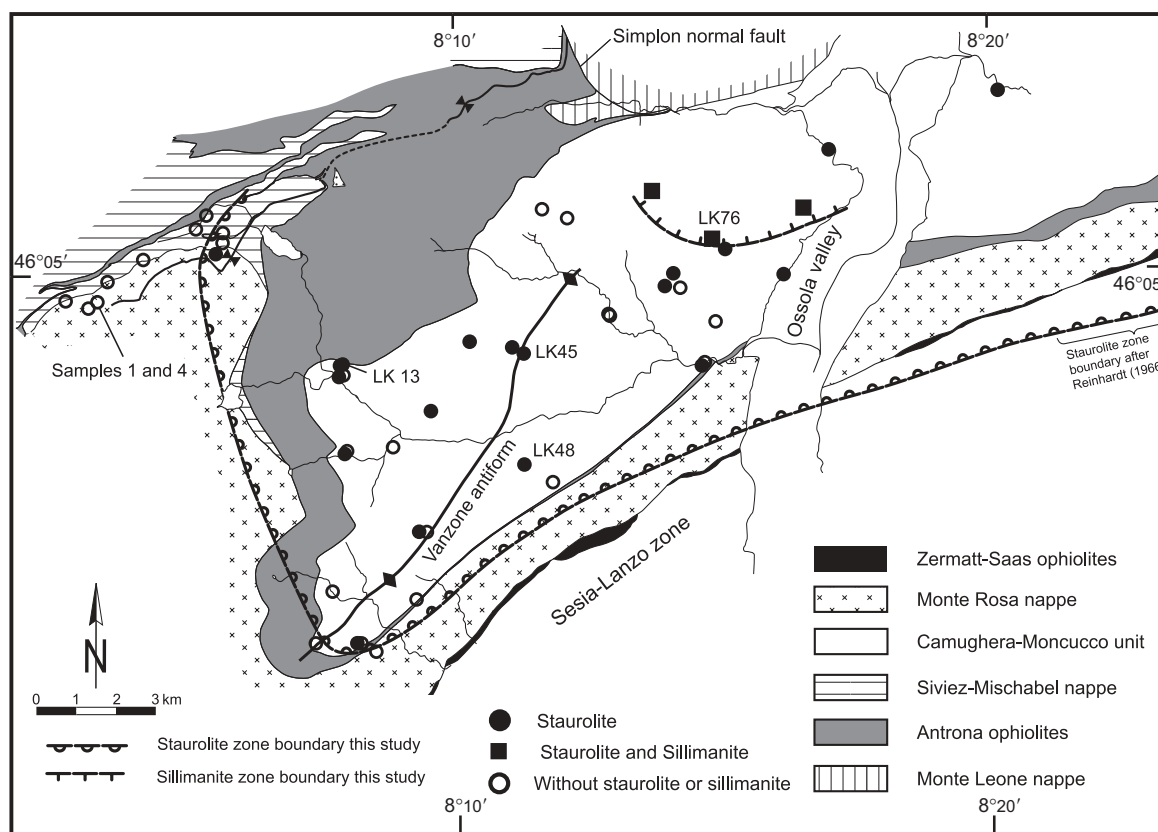 8°10′
8°20′
Simplon normal fault
LK76
46°05′
46°05′
Ossola valley
Samples 1 and 4
LK 13
LK45
Staurolite zone
boundary after
Reinhardt (1966
LK48
Vanzone antiform
Sesia-Lanzo zone
N
0 1 2 3 km
Staurolite zone boundary this study
Sillimanite zone boundary this study
Staurolite
Staurolite and Sillimanite
Without staurolite or sillimanite
Zermatt-Saas ophiolites
Monte Rosa nappe
Camughera-Moncucco unit
Siviez-Mischabel nappe
Antrona ophiolites
Monte Leone nappe
8°10′
8°20′